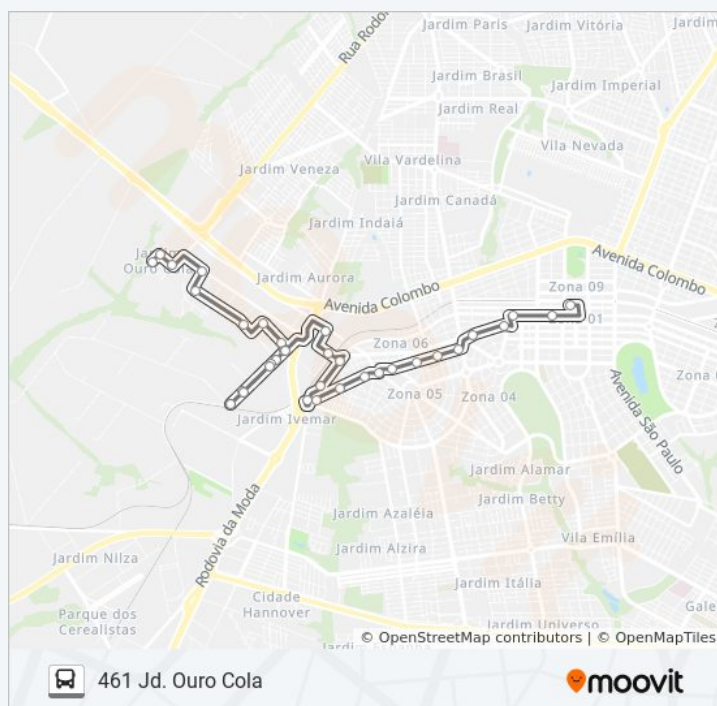 Jardim Paris
Jardim Vitória
Jardim
Rua Rodo
Jardim Brasil
Jardim Imperial
Jardim Real
Vila Nevada
Vila Vardelina
Jardim Veneza
Jardim Canadá
Jardim Indaiá
Jardim Aurora
Avenida Colombo
Avenida Colombo
Zona 09
Zona 06
Zona 05
Zona 04
Jardim Ivemar
Avenida São Paulo
Jardim Alamar
Jardim Betty
Rodovia da Moda
Jardim Azaléia
Vila Emília
Jardim Nilza
Jardim Alzira
Jardim Itália
Cidade
Hannover
Gale
Parque dos
Cerealistas
Jardim Universo
© OpenStreetMap contributors | © OpenMapTiles
461 Jd. Ouro Cola
moovit